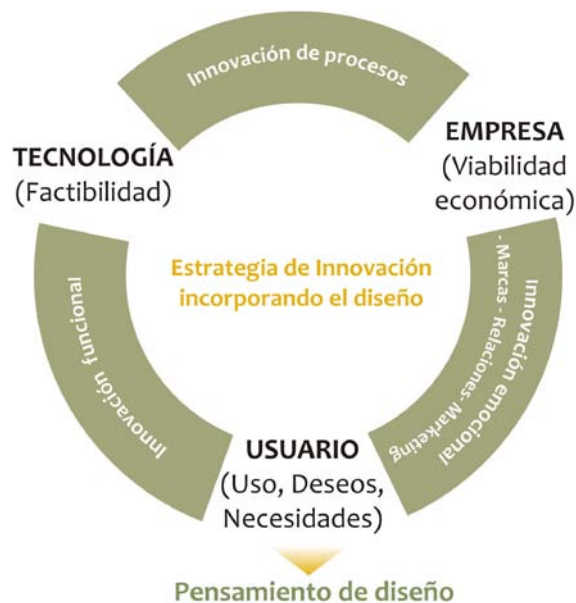 Innovación de procesos
TECNOLOGÍA
(Factibilidad)
EMPRESA
(Viabilidad
económica)
Estrategia de Innovación
incorporando el diseño
Innovación funcional
Innovación emocional
- Marcas - Relaciones- Marketing
USUARIO
(Uso, Deseos,
Necesidades)
Pensamiento de diseño